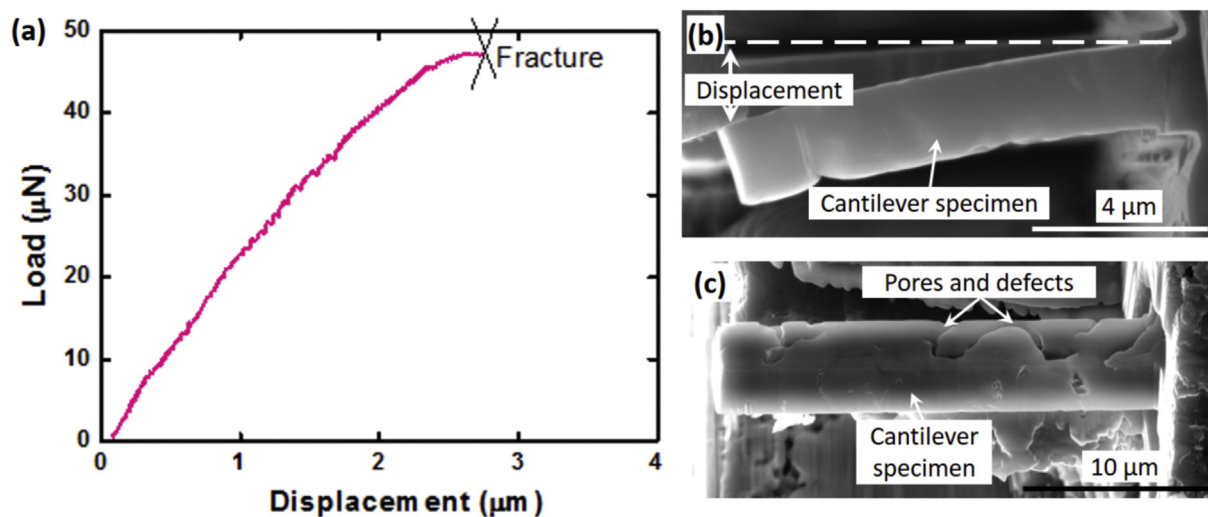 (a)
50
40
30
20
10
0
Load (μN)
Fracture
0 1 2 3 4
Displacement (μm)
(b)
Displacement
Cantilever specimen
4 μm
(c)
Pores and defects
Cantilever
specimen
10 μm